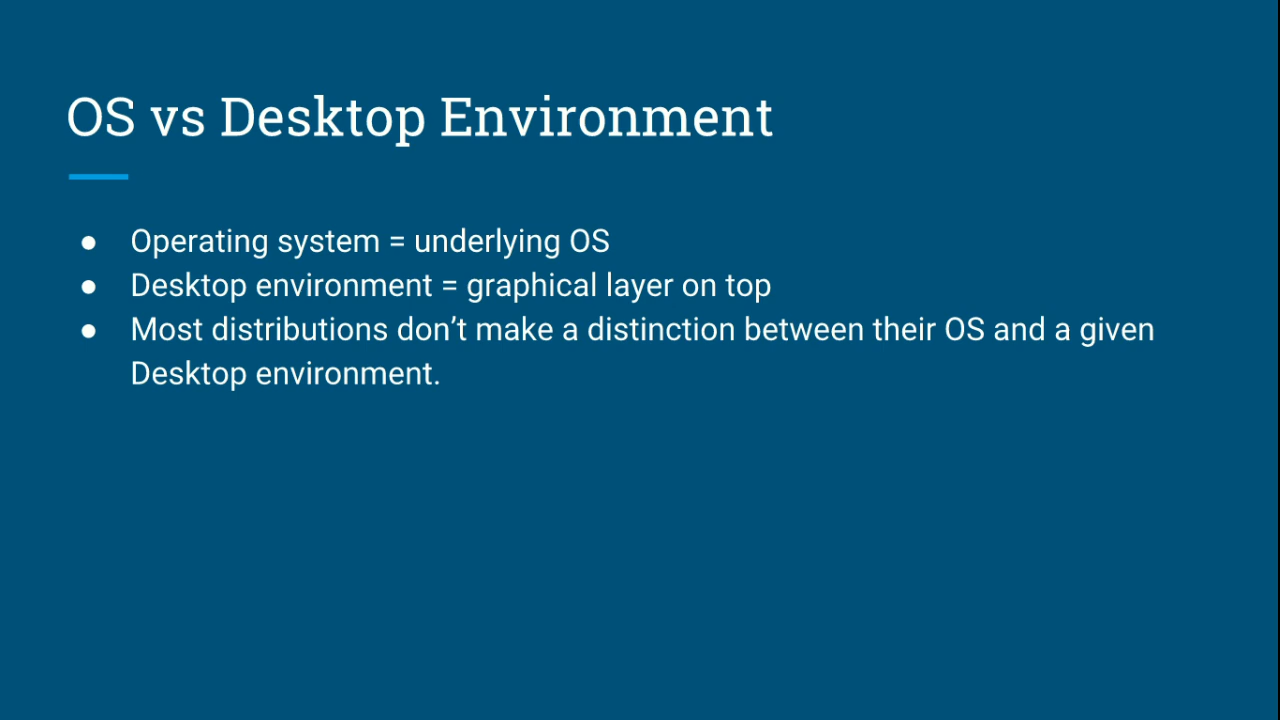 OS vs Desktop Environment
● Operating system = underlying OS
● Desktop environment = graphical layer on top
● Most distributions don’t make a distinction between their OS and a given
Desktop environment.